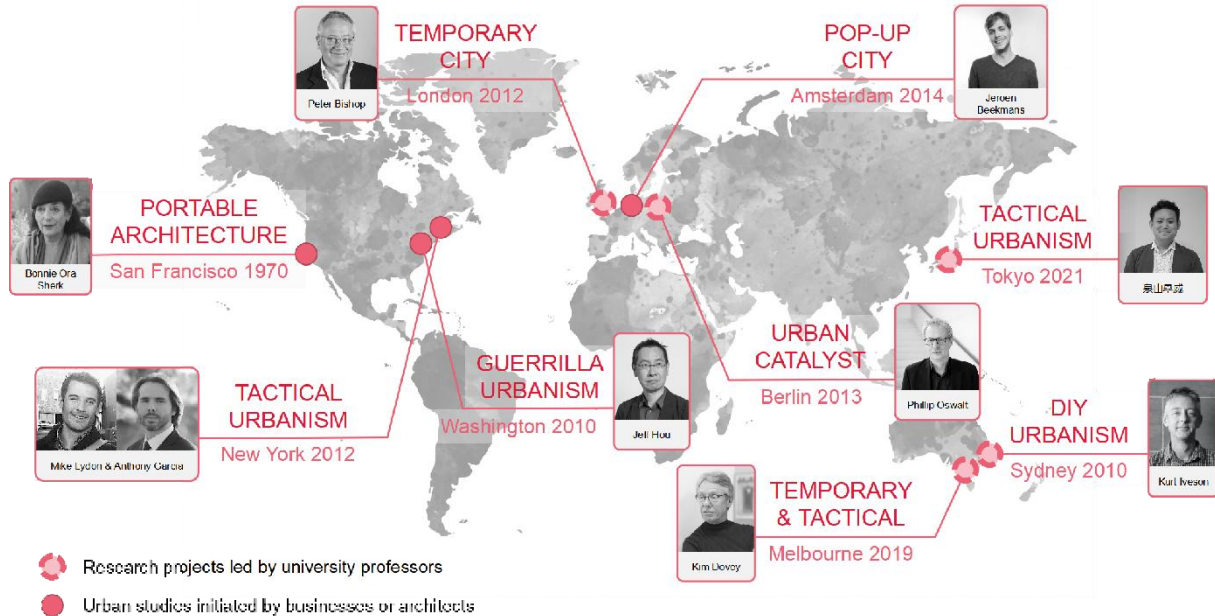 TEMPORARY
CITY
London 2012
Peter Bishop
POP-UP
CITY
Amsterdam 2014
Jeroen
Beekmans
PORTABLE
ARCHITECTURE
San Francisco 1970
Bonnie Ora
Sherk
TACTICAL
URBANISM
Tokyo 2021
泉山塁威
TACTICAL
URBANISM
New York 2012
Mike Lydon & Anthony Garcia
GUERRILLA
URBANISM
Washington 2010
Jeff Hou
URBAN
CATALYST
Berlin 2013
Phillip Oswalt
DIY
URBANISM
Sydney 2010
Kurt Iveson
TEMPORARY
& TACTICAL
Melbourne 2019
Kim Dovey
Research projects led by university professors
Urban studies initiated by businesses or architects